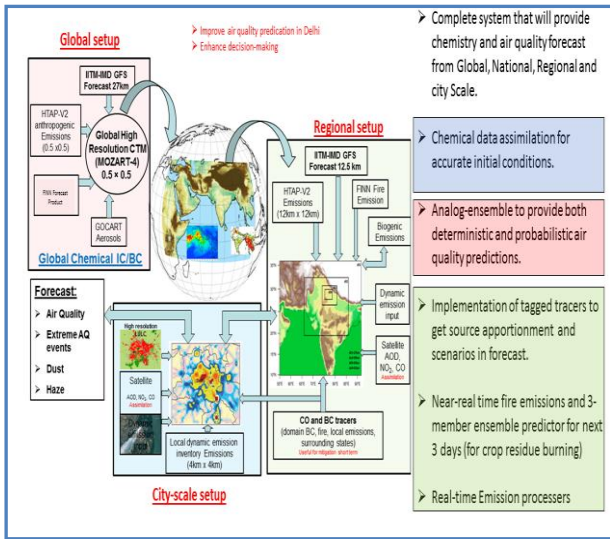 Global setup
➤ Improve air quality predication in Delhi
➤ Enhance decision-making
IITM-IMD GFS
Forecast 27km
HTAP-V2
anthropogenic
Emissions
(0.5 x0.5)
Global High
Resolution CTM
(MOZART-4)
0.5 × 0.5
FINN Forecast
Product
GOCART
Aerosols
Global Chemical IC/BC
Regional setup
IITM-IMD GFS
Forecast 12.5 km
HTAP-V2
Emissions
(12km x 12km)
FINN Fire
Emission
Biogenic
Emissions
Dynamic
emission
input
Satellite
AOD,
NO2, CO
Assimilation
CO and BC tracers
(domain BC, fire, local emissions,
surrounding states)
Useful for mitigation -short term
Forecast:
➤ Air Quality
➤ Extreme AQ
events
➤ Dust
➤ Haze
High resolution
LULC
Satellite
AOD, NO2, CO
Assimilation
Dynamic
emission
input
Local dynamic emission
inventory Emissions
(4km x 4km)
City-scale setup
➤ Complete system that will provide
chemistry and air quality forecast
from Global, National, Regional and
city Scale.
➤ Chemical data assimilation for
accurate initial conditions.
➤ Analog-ensemble to provide both
deterministic and probabilistic air
quality predictions.
➤ Implementation of tagged tracers to
get source apportionment and
scenarios in forecast.
➤ Near-real time fire emissions and 3-
member ensemble predictor for next
3 days (for crop residue burning)
➤ Real-time Emission processers